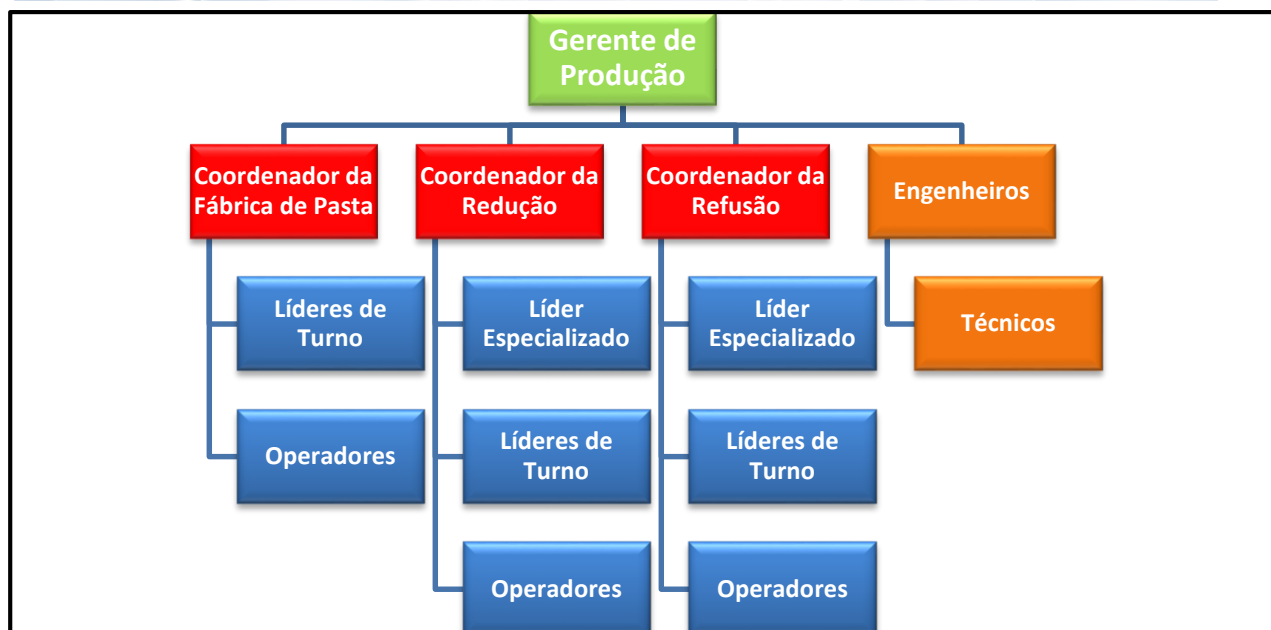 Gerente de
Produção
Coordenador da
Fábrica de Pasta
Coordenador da
Redução
Coordenador da
Refusão
Engenheiros
Líderes de
Turno
Líder
Especializado
Líder
Especializado
Técnicos
Operadores
Líderes de
Turno
Líderes de
Turno
Operadores
Operadores